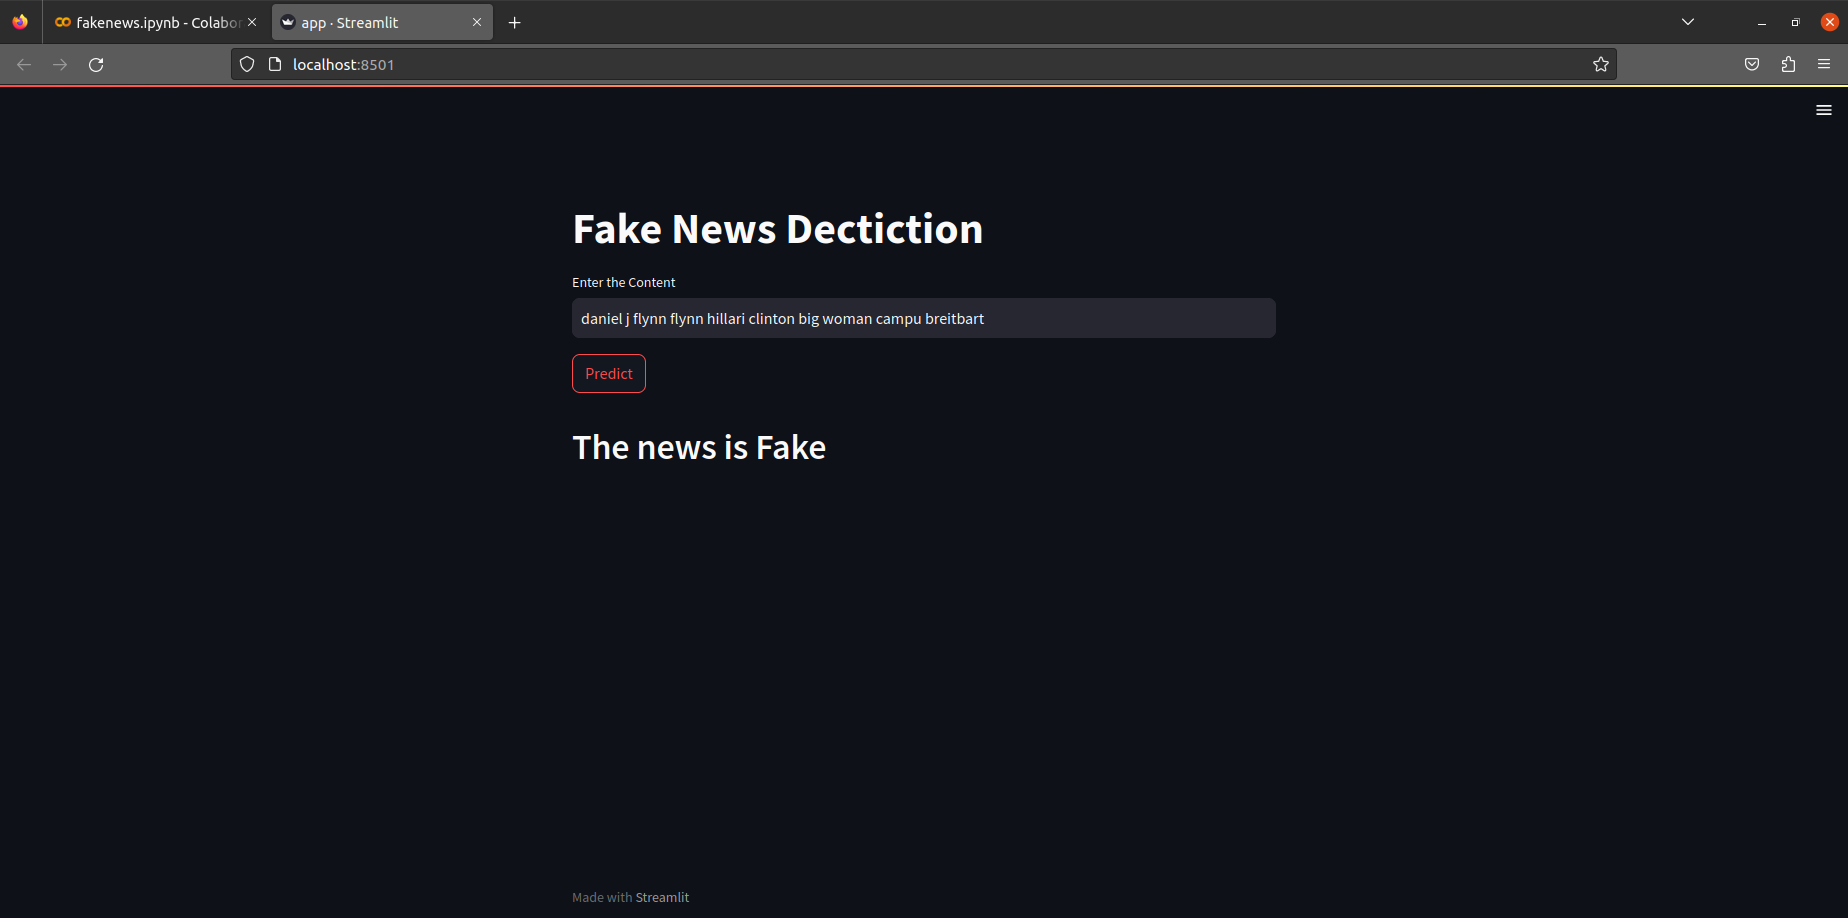 fakenews.ipynb - Colabor
app · Streamlit
localhost:8501
Fake News Dectiction
Enter the Content
daniel j flynn flynn hillari clinton big woman campu breitbart
Predict
The news is Fake
Made with Streamlit